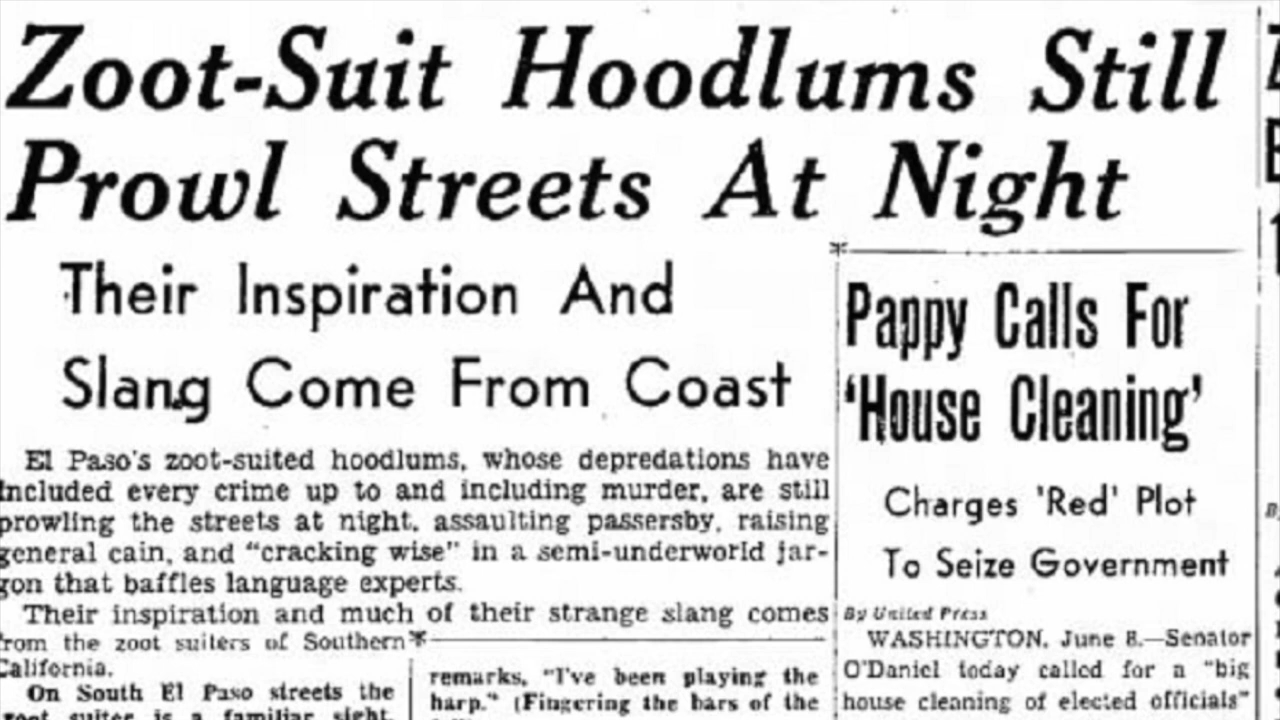 Zoot-Suit Hoodlums Still
Prowl Streets At Night
Their Inspiration And
Slang Come From Coast
El Paso's zoot-suited hoodlums, whose depredations have
included every crime up to and including murder, are still
prowling the streets at night, assaulting passersby, raising
general cain, and "cracking wise" in a semi-underworld jar-
gon that baffles language experts.
Their inspiration and much of their strange slang comes
from the zoot suiters of Southern
California.
On South El Paso streets the
zoot suiter is a familiar sight,
remarks, "I've been playing the
harp." (Fingering the bars of the
Pappy Calls For
'House Cleaning'
Charges 'Red' Plot
To Seize Government
By United Press
WASHINGTON, June 8.—Senator
O'Daniel today called for a "big
house cleaning of elected officials"